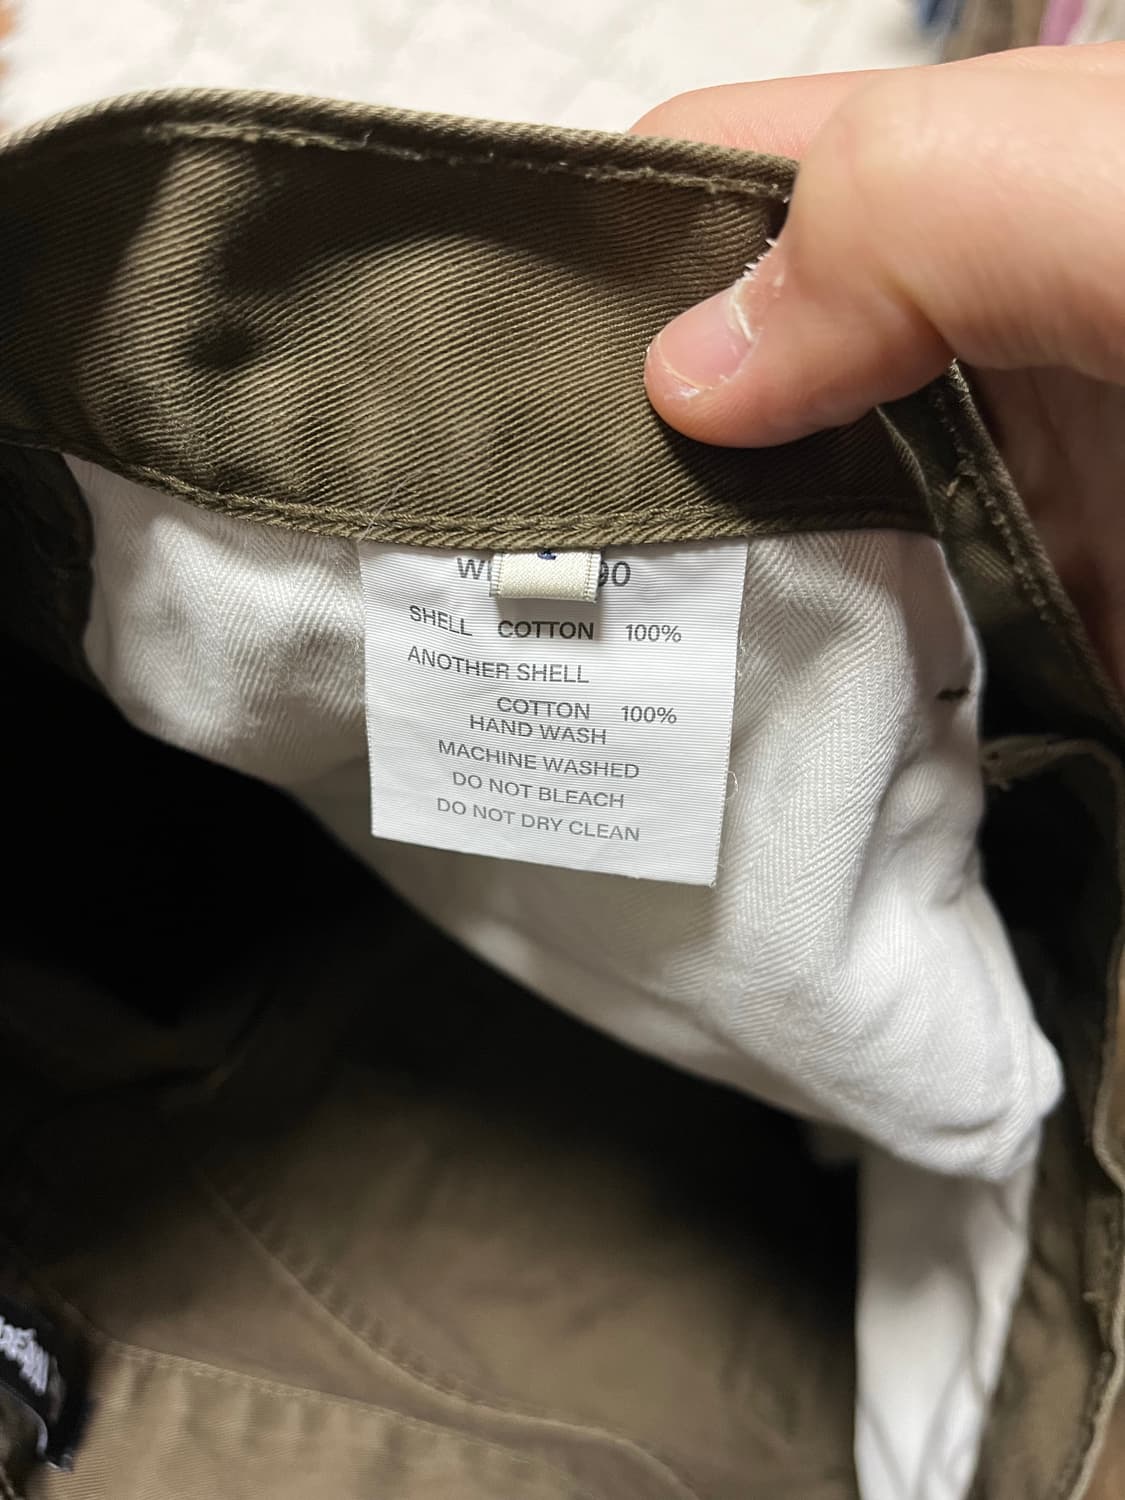 SHELL COTTON 100%
ANOTHER SHELL
COTTON 100%
HAND WASH
MACHINE WASHED
DO NOT BLEACH
DO NOT DRY CLEAN